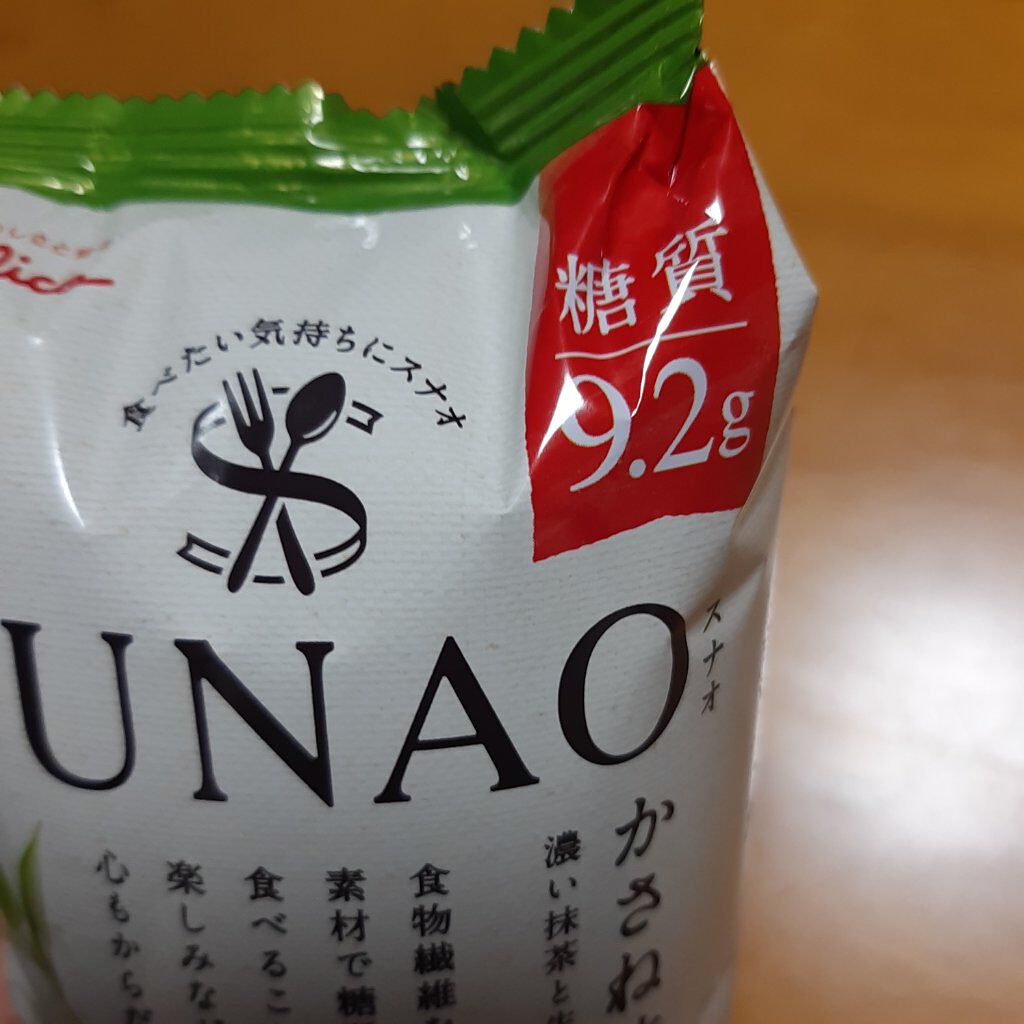 糖質
9.2g
食べたい気持ちにスナオ
UNAO
スナオ
かさね
濃い抹茶と
食物繊維
素材で糖
食べるこ
楽しみな
心もからだ